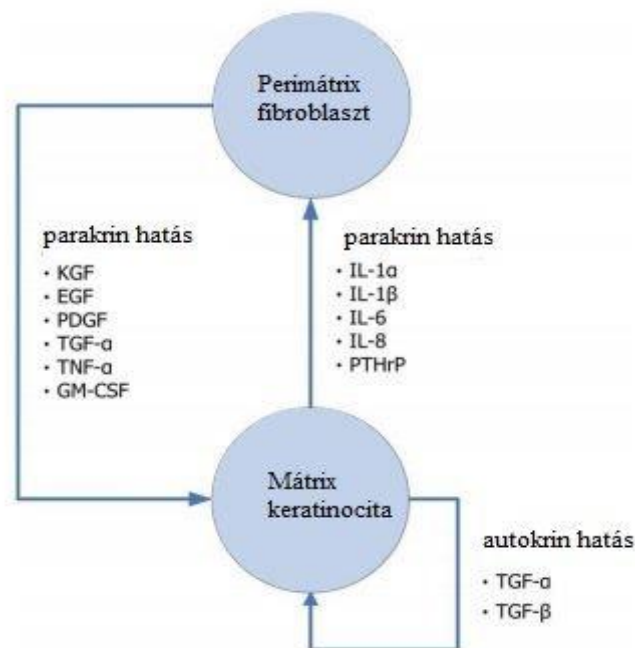 Perimátrix
fibroblaszt
parakrin hatás
• KGF
• EGF
• PDGF
• TGF-α
• TNF-α
• GM-CSF
parakrin hatás
• IL-1α
• IL-1β
• IL-6
• IL-8
• PTHrP
Mátrix
keratinocita
autokrin hatás
• TGF-α
• TGF-β